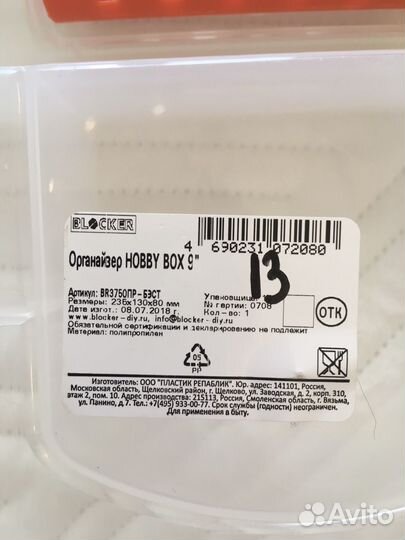 BLOCKER
4 690231 072080
Органайзер HOBBY BOX 9"
13
Артикул: BR3750ПР-БЭСТ
Размеры: 235х130х80 мм
Дата изгот.: 08.07.2018 г.
www.blocker-diy.ru, info@blocker-diy.ru
Упаковщица:
№ партии: 0708
Кол-во: 1
ОТК
Обязательной сертификации и декларированию не подлежит
Материал: полипропилен
05
PP
Изготовитель: ООО "ПЛАСТИК РЕПАБЛИК". Юр. адрес: 141101, Россия,
Московская область, Щелковский район, г. Щелково, ул. Заводская, д. 2, корп. 310,
этаж 2, пом. 10. Адрес производства: 215113, Россия, Смоленская область, г. Вязьма,
ул. Панино, д. 7. Тел.: +7(495) 933-00-77. Срок службы (годности) неограничен.
Для применения в быту.
Avito